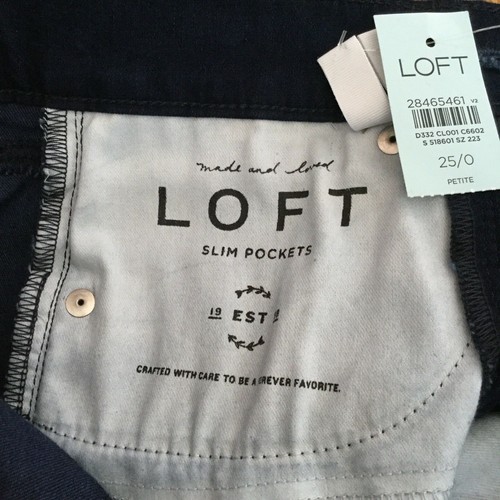 LOFT
28465461 V2
D332 CL001 C6602
S 518601 SZ 223
25/0
PETITE
made and loved
LOFT
SLIM POCKETS
19 EST
CRAFTED WITH CARE TO BE A FOREVER FAVORITE.